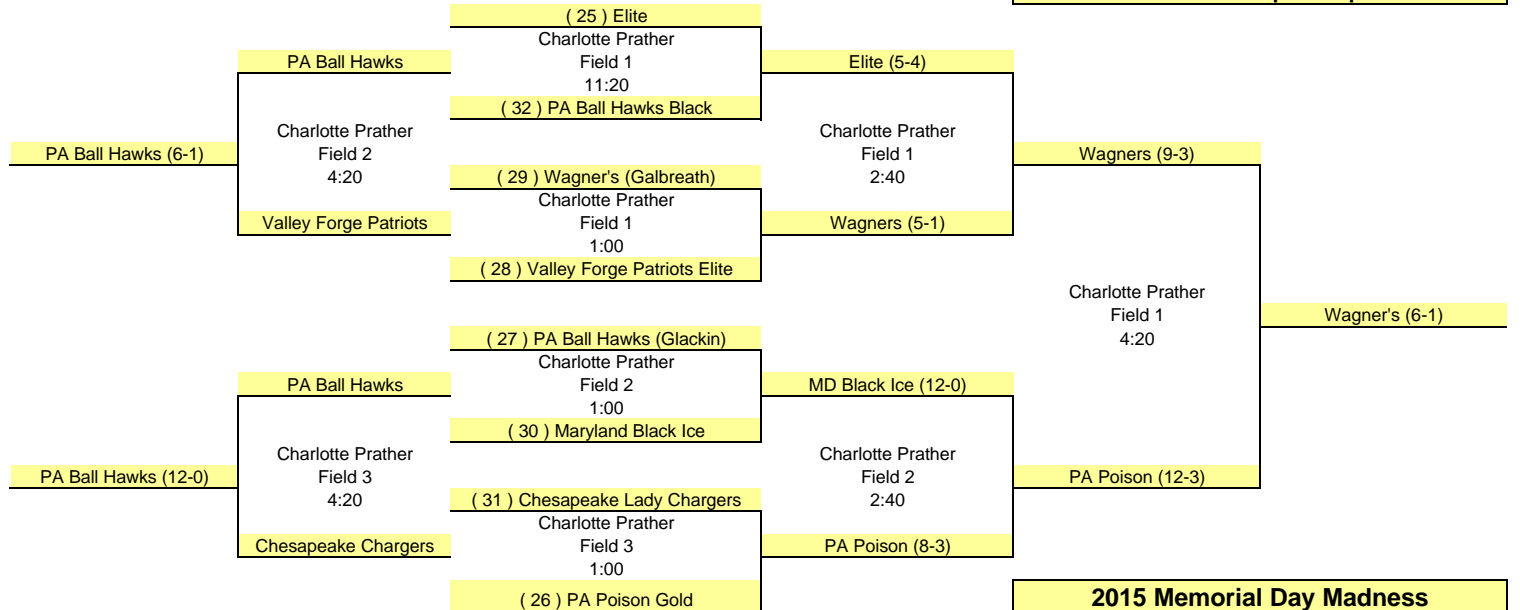 ( 25 ) Elite
Charlotte Prather
PA Ball Hawks
Field 1
Elite (5-4)
11:20
( 32 ) PA Ball Hawks Black
Charlotte Prather
Charlotte Prather
PA Ball Hawks (6-1)
Field 2
Field 1
Wagners (9-3)
4:20
( 29 ) Wagner's (Galbreath)
2:40
Charlotte Prather
Valley Forge Patriots
Field 1
Wagners (5-1)
1:00
( 28 ) Valley Forge Patriots Elite
Charlotte Prather
Field 1
Wagner's (6-1)
4:20
( 27 ) PA Ball Hawks (Glackin)
Charlotte Prather
PA Ball Hawks
Field 2
MD Black Ice (12-0)
1:00
( 30 ) Maryland Black Ice
Charlotte Prather
Charlotte Prather
PA Ball Hawks (12-0)
Field 3
Field 2
PA Poison (12-3)
4:20
( 31 ) Chesapeake Lady Chargers
2:40
Charlotte Prather
Chesapeake Chargers
Field 3
PA Poison (8-3)
1:00
( 26 ) PA Poison Gold
2015 Memorial Day Madness